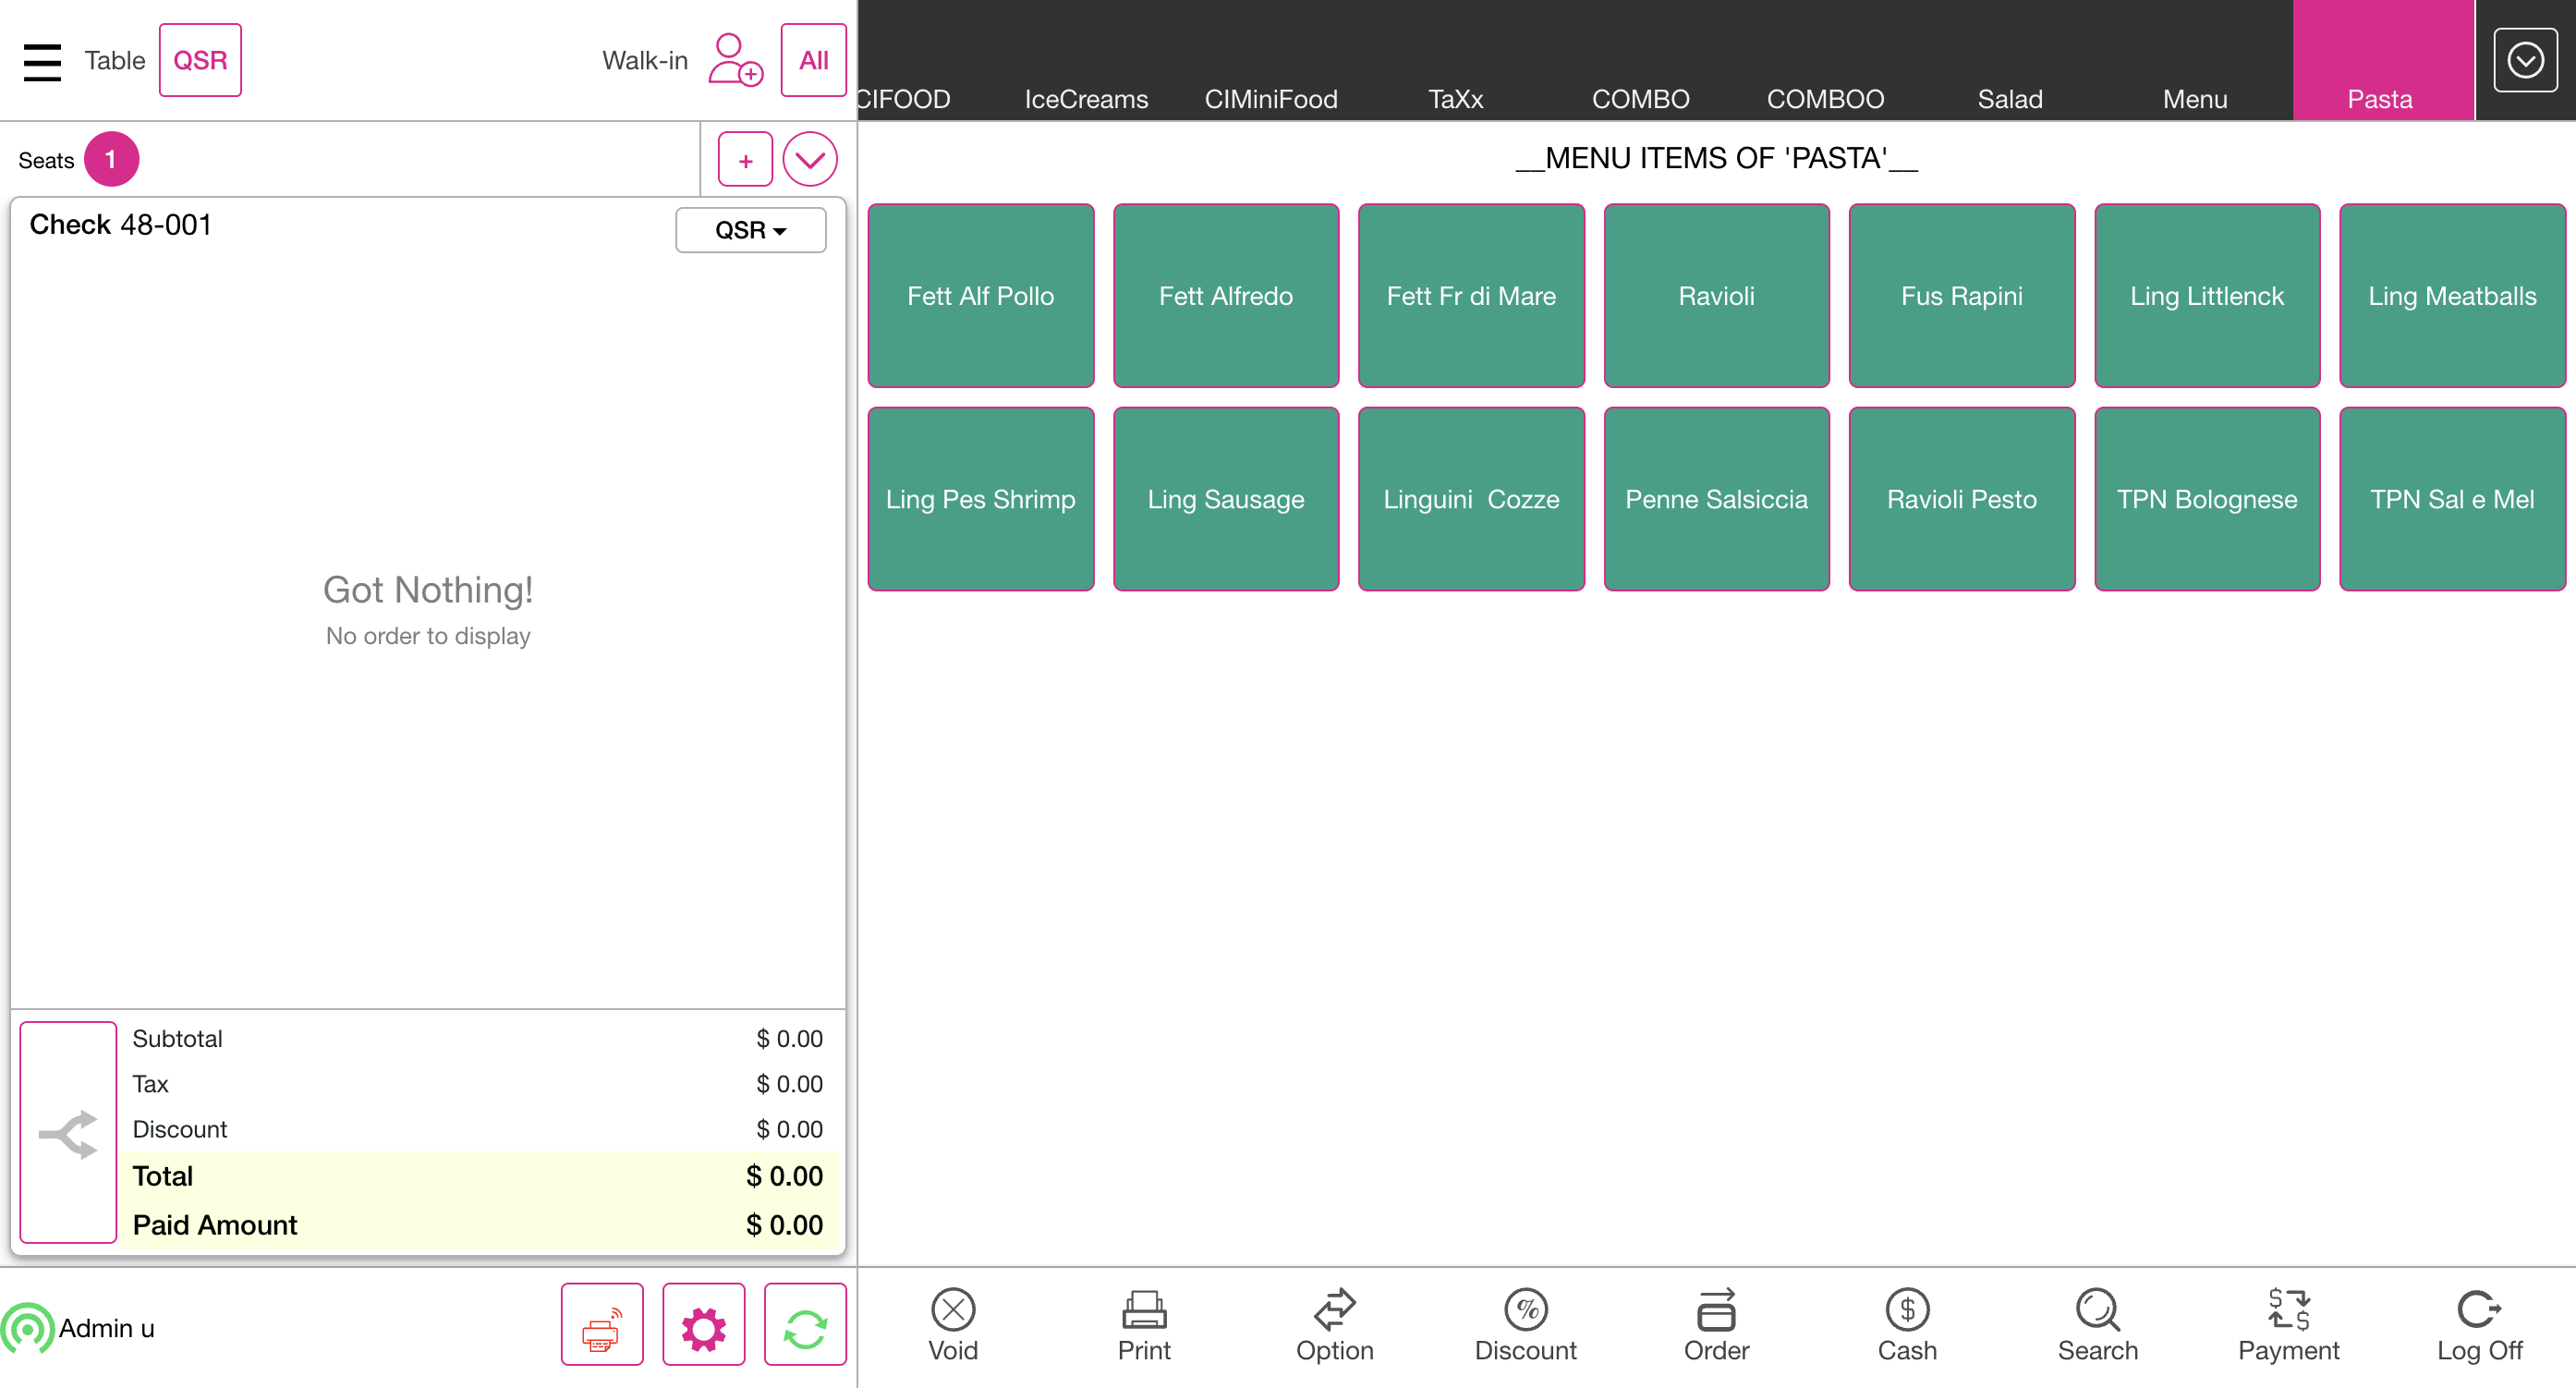 Table QSR Walk-in All
CIFOOD IceCreams CIMiniFood TaXx COMBO COMBOO Salad Menu Pasta
Seats 1 +
__MENU ITEMS OF 'PASTA'__
Check 48-001 QSR
Fett Alf Pollo Fett Alfredo Fett Fr di Mare Ravioli Fus Rapini Ling Littlenck Ling Meatballs
Ling Pes Shrimp Ling Sausage Linguini  Cozze Penne Salsiccia Ravioli Pesto TPN Bolognese TPN Sal e Mel
Got Nothing!
No order to display
Subtotal $ 0.00
Tax $ 0.00
Discount $ 0.00
Total $ 0.00
Paid Amount $ 0.00
Admin u
Void Print Option Discount Order Cash Search Payment Log Off